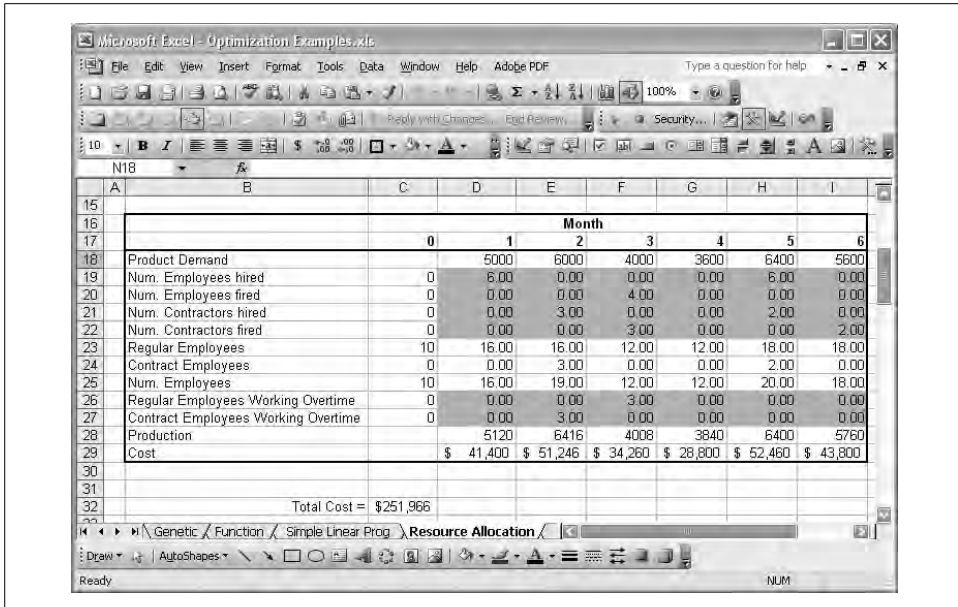 Microsoft Excel - Optimization Examples.xls
File Edit View Insert Format Tools Data Window Help Adobe PDF Type a question for help
100%
Reply with Changes... End Review... Security...
10 B I $ A
N18 fx
A B C D E F G H I
15
16 Month
17 0 1 2 3 4 5 6
18 Product Demand 5000 6000 4000 3600 6400 5600
19 Num. Employees hired 0 6.00 0.00 0.00 0.00 6.00 0.00
20 Num. Employees fired 0 0.00 0.00 4.00 0.00 0.00 0.00
21 Num. Contractors hired 0 0.00 3.00 0.00 0.00 2.00 0.00
22 Num. Contractors fired 0 0.00 0.00 3.00 0.00 0.00 2.00
23 Regular Employees 10 16.00 16.00 12.00 12.00 18.00 18.00
24 Contract Employees 0 0.00 3.00 0.00 0.00 2.00 0.00
25 Num. Employees 10 16.00 19.00 12.00 12.00 20.00 18.00
26 Regular Employees Working Overtime 0 0.00 0.00 3.00 0.00 0.00 0.00
27 Contract Employees Working Overtime 0 0.00 3.00 0.00 0.00 0.00 0.00
28 Production 5120 6416 4008 3840 6400 5760
29 Cost $ 41,400 $ 51,246 $ 34,260 $ 28,800 $ 52,460 $ 43,800
30
31
32 Total Cost = $251,966
Genetic / Function / Simple Linear Prog Resource Allocation
Draw AutoShapes
Ready NUM